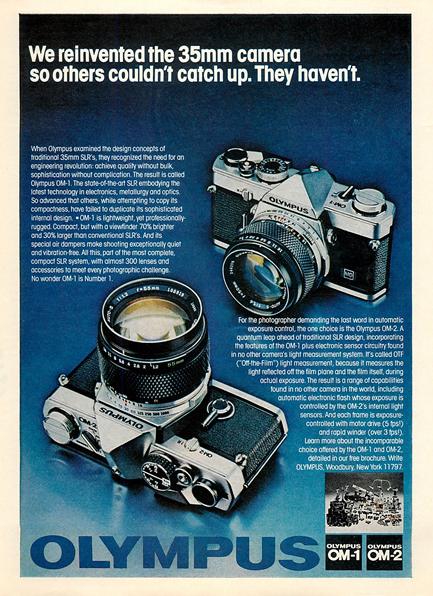 We reinvented the 35mm camera
so others couldn't catch up. They haven't.
When Olympus examined the design concepts of
traditional 35mm SLR's, they recognized the need for an
engineering revolution: achieve quality without bulk,
sophistication without complication. The result is called
Olympus OM-1. The state-of-the-art SLR embodying the
latest technology in electronics, metallurgy and optics.
So advanced that others, while attempting to copy its
compactness, have failed to duplicate its sophisticated
internal design. • OM-1 is lightweight, yet professionally-
rugged. Compact, but with a viewfinder 70% brighter
and 30% larger than conventional SLR's. And its
special air dampers make shooting exceptionally quiet
and vibration-free. All this, part of the most complete,
compact SLR system, with almost 300 lenses and
accessories to meet every photographic challenge.
No wonder OM-1 is Number 1.
OLYMPUS
OM-1
MD
For the photographer demanding the last word in automatic
exposure control, the one choice is the Olympus OM-2. A
quantum leap ahead of traditional SLR design, incorporating
the features of the OM-1 plus electronic sensor circuitry found
in no other camera's light measurement system. It's called OTF
("Off-the-Film") light measurement, because it measures the
light reflected off the film plane and the film itself, during
actual exposure. The result is a range of capabilities
found in no other camera in the world, including
automatic electronic flash whose exposure is
controlled by the OM-2's internal light
sensors. And each frame is exposure-
controlled with motor drive (5 fps!)
and rapid winder (over 3 fps!).
Learn more about the incomparable
choice offered by the OM-1 and OM-2,
detailed in our free brochure. Write
OLYMPUS, Woodbury, New York 11797.
f=55mm
OLYMPUS
OM-2
OLYMPUS
OLYMPUS
OM-1
OLYMPUS
OM-2